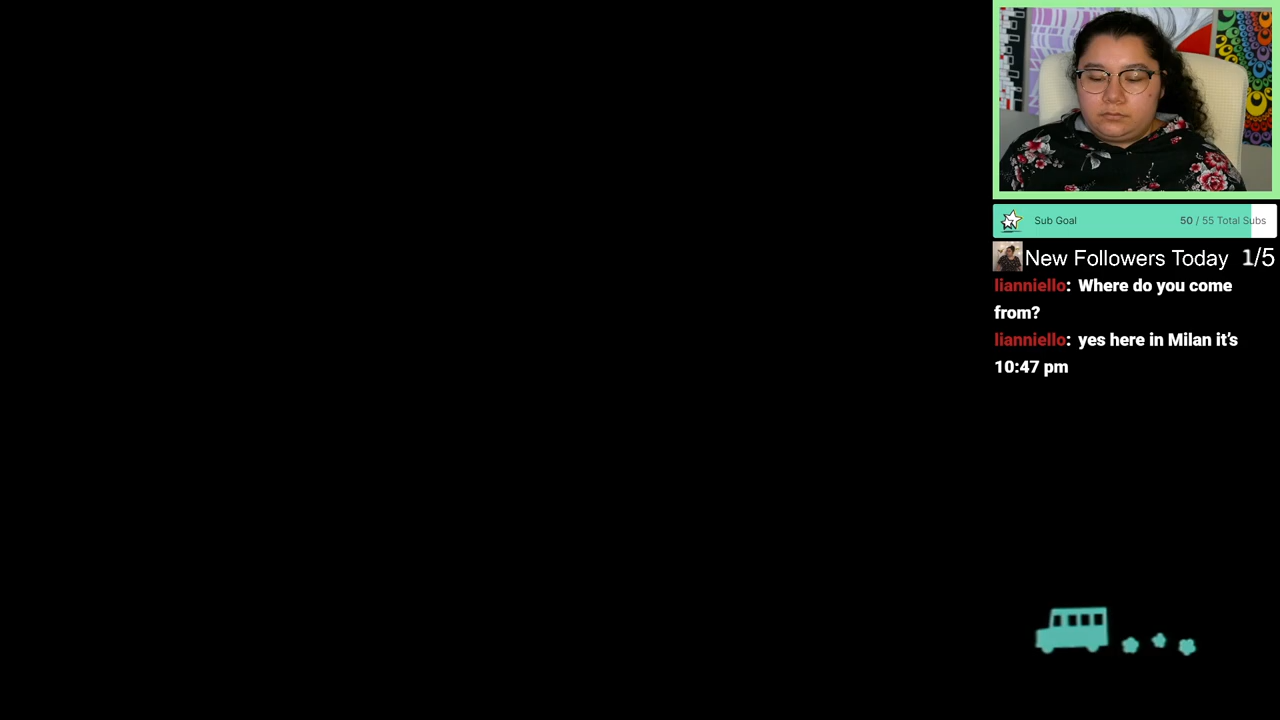 Sub Goal 50 / 55 Total Subs
New Followers Today 1/5
lianniello: Where do you come
from?
lianniello: yes here in Milan it's
10:47 pm